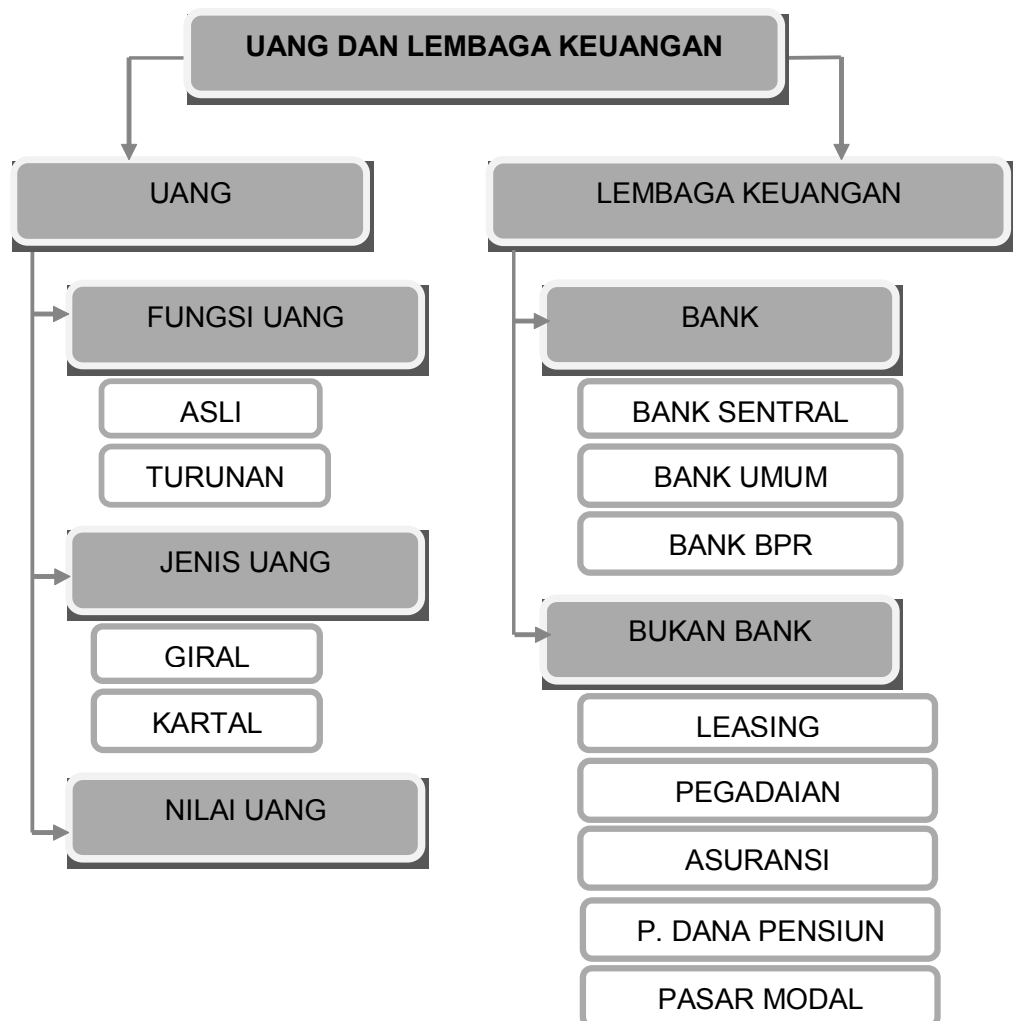 UANG DAN LEMBAGA KEUANGAN
UANG
FUNGSI UANG
ASLI
TURUNAN
JENIS UANG
GIRAL
KARTAL
NILAI UANG
LEMBAGA KEUANGAN
BANK
BANK SENTRAL
BANK UMUM
BANK BPR
BUKAN BANK
LEASING
PEGADAIAN
ASURANSI
P. DANA PENSIUN
PASAR MODAL